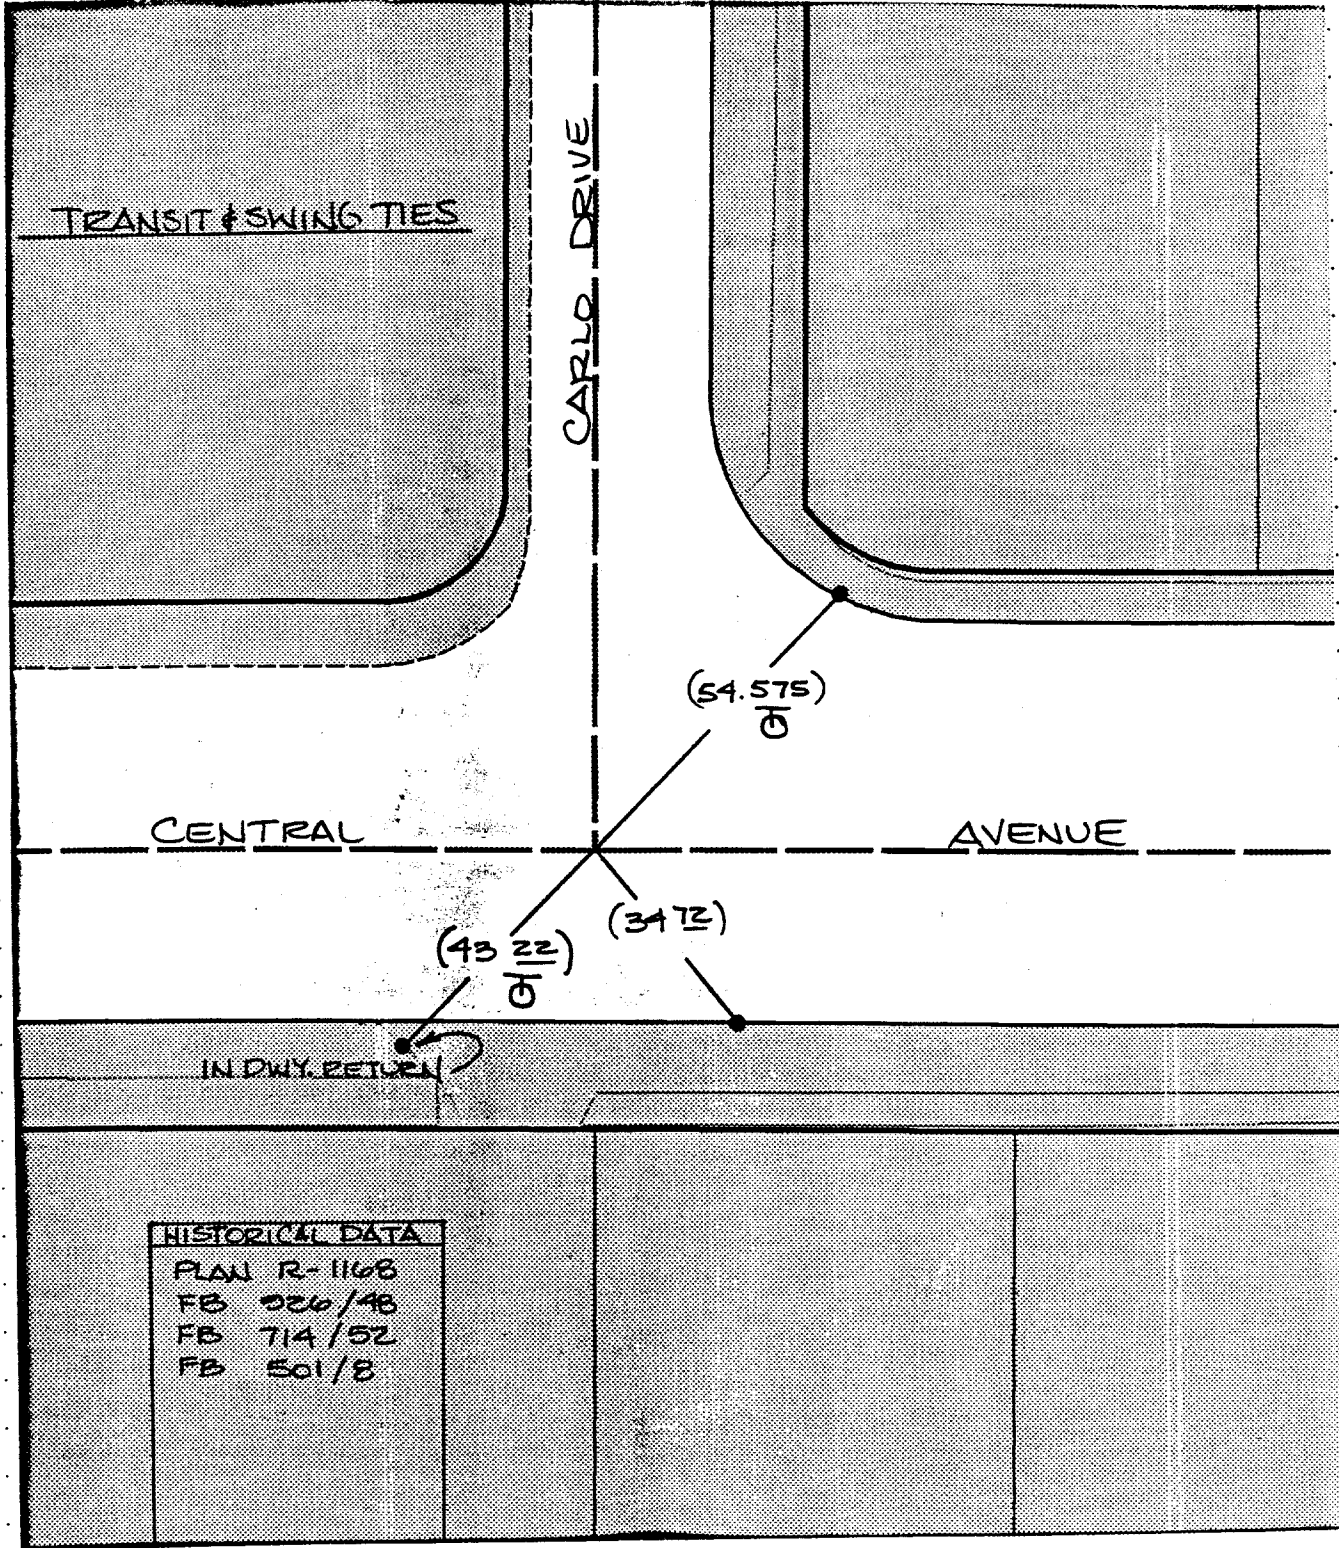 TRANSIT & SWING TIES
CARLO DRIVE
(54.575)
CENTRAL AVENUE
(34 72)
(43 22)
IN DWY. RETURN
HISTORICAL DATA
PLAN R-1168
FB 926/48
FB 714/52
FB 501/8